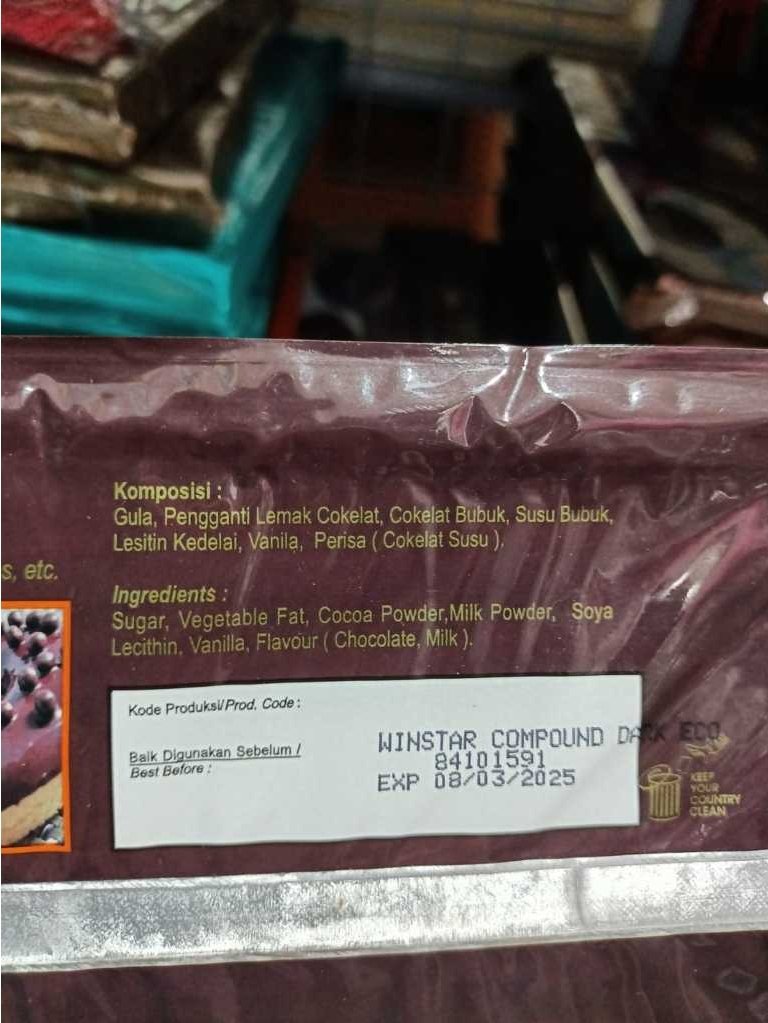 Komposisi :
Gula, Pengganti Lemak Cokelat, Cokelat Bubuk, Susu Bubuk,
Lesitin Kedelai, Vanila, Perisa ( Cokelat Susu ).
s, etc.
Ingredients :
Sugar, Vegetable Fat, Cocoa Powder,Milk Powder, Soya
Lecithin, Vanilla, Flavour ( Chocolate, Milk ).
Kode Produksi/Prod. Code :
Baik Digunakan Sebelum /
Best Before :
WINSTAR COMPOUND DARK ECO
84101591
EXP 08/03/2025
KEEP
YOUR
COUNTRY
CLEAN